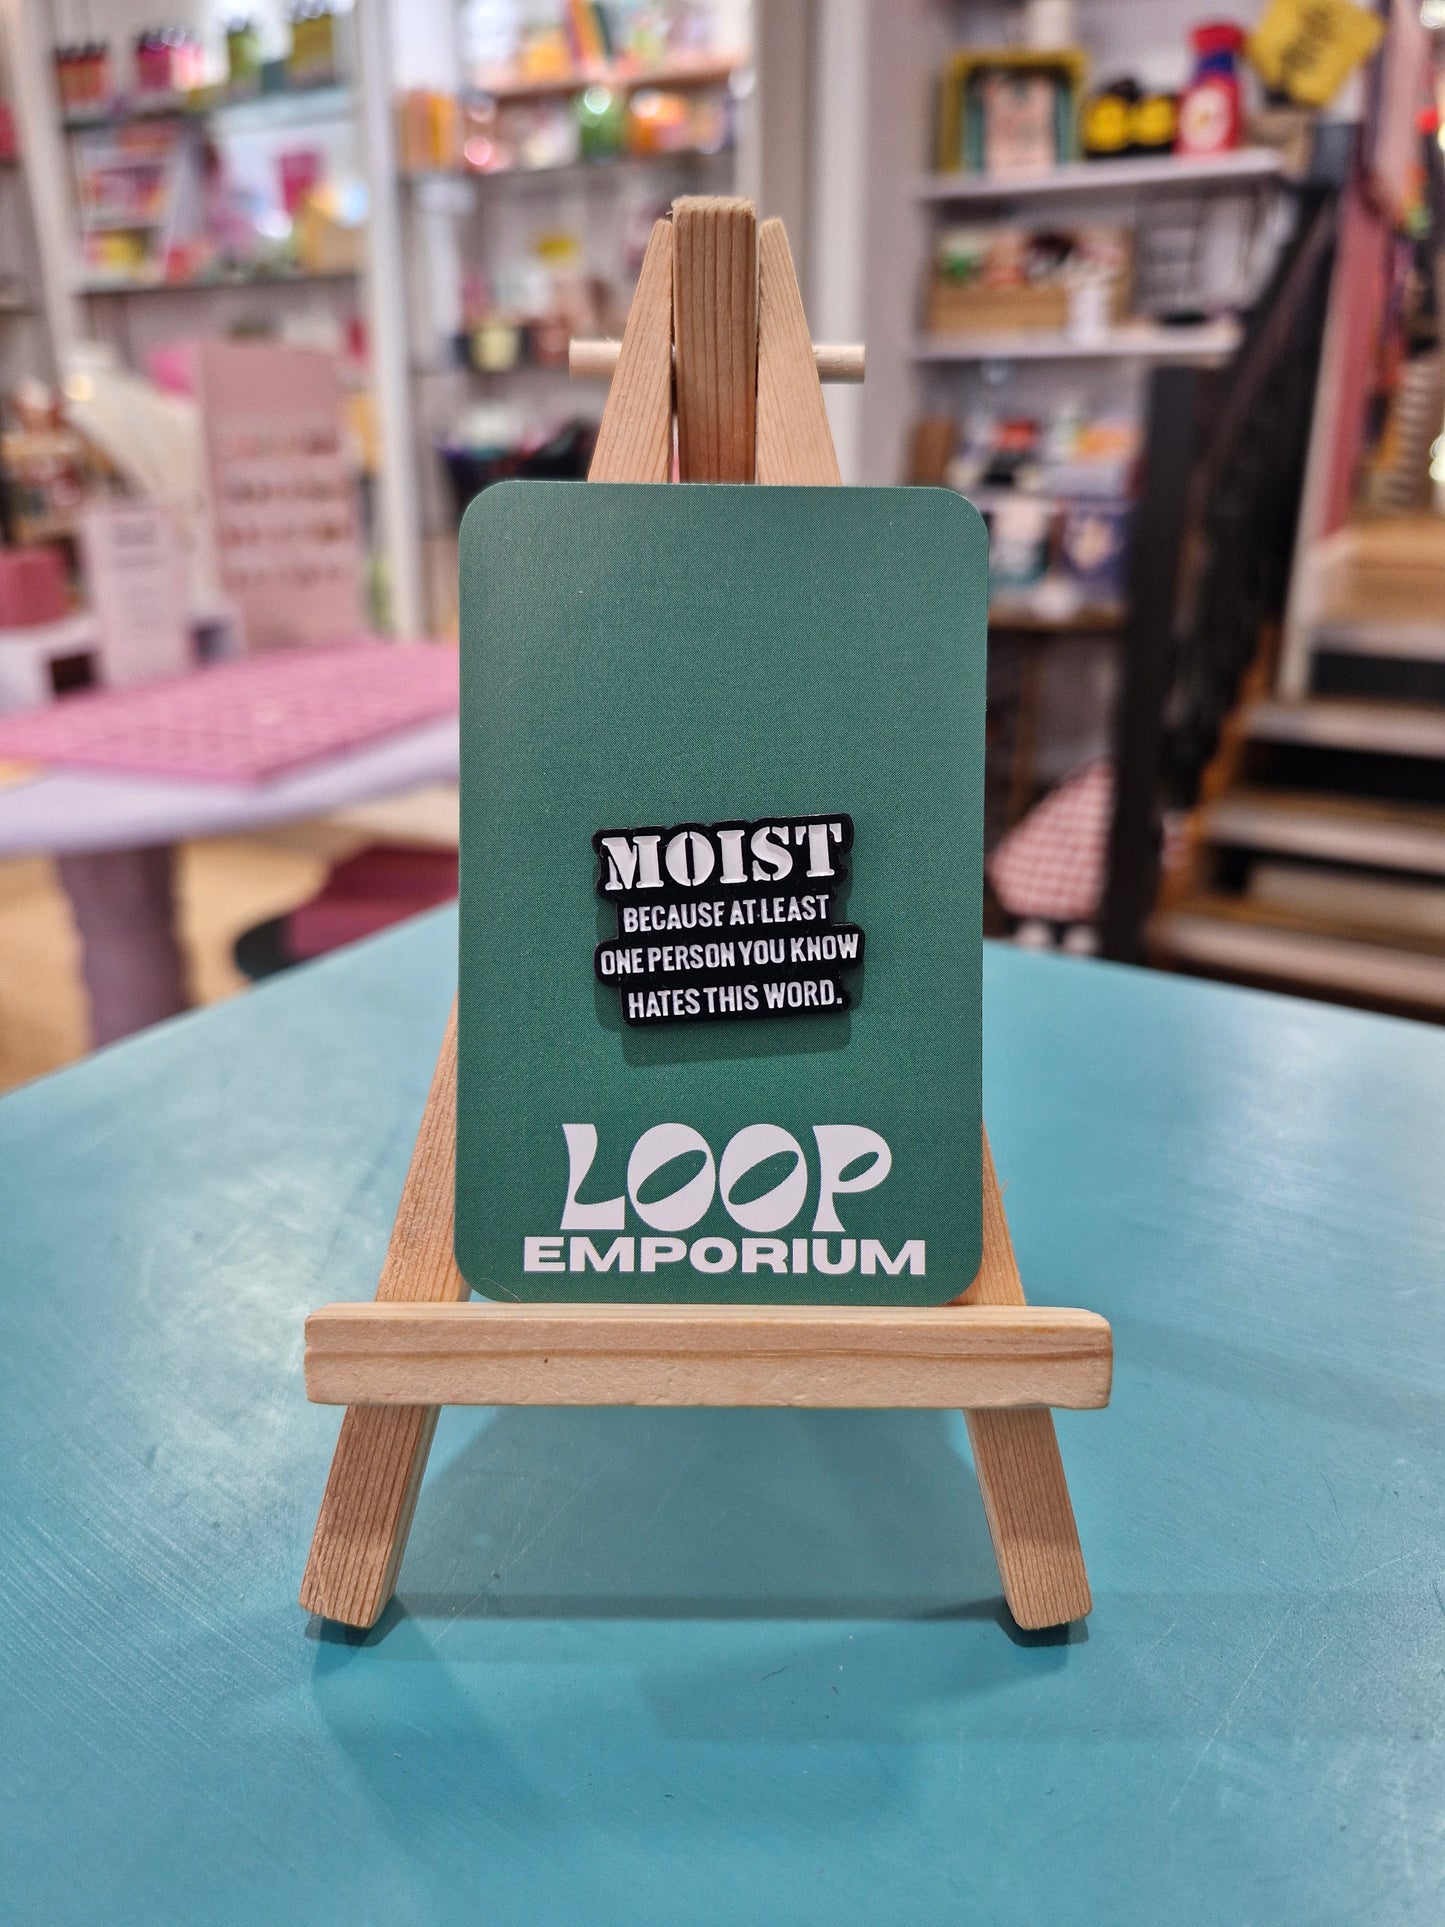 MOIST
BECAUSE AT LEAST
ONE PERSON YOU KNOW
HATES THIS WORD.
LOOP
EMPORIUM